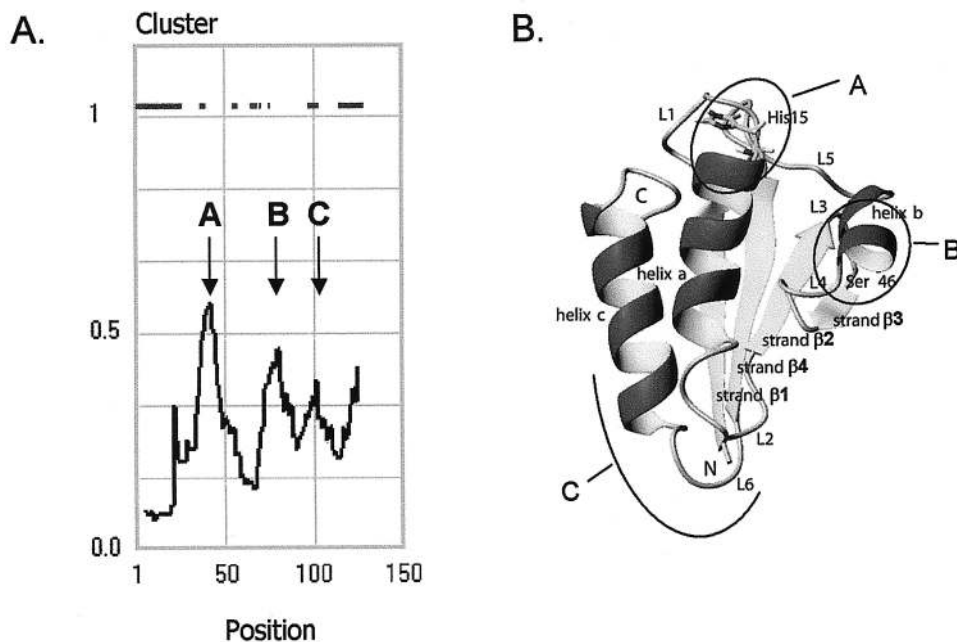 A.
Cluster
1
A B C
0.5
0.0
1 50 100 150
Position
B.
A
L1
His15
L5
C
L3
helix b
B
helix a
L4
Ser 46
helix c
strand β3
strand β2
strand β4
strand β1
L2
N
C
L6